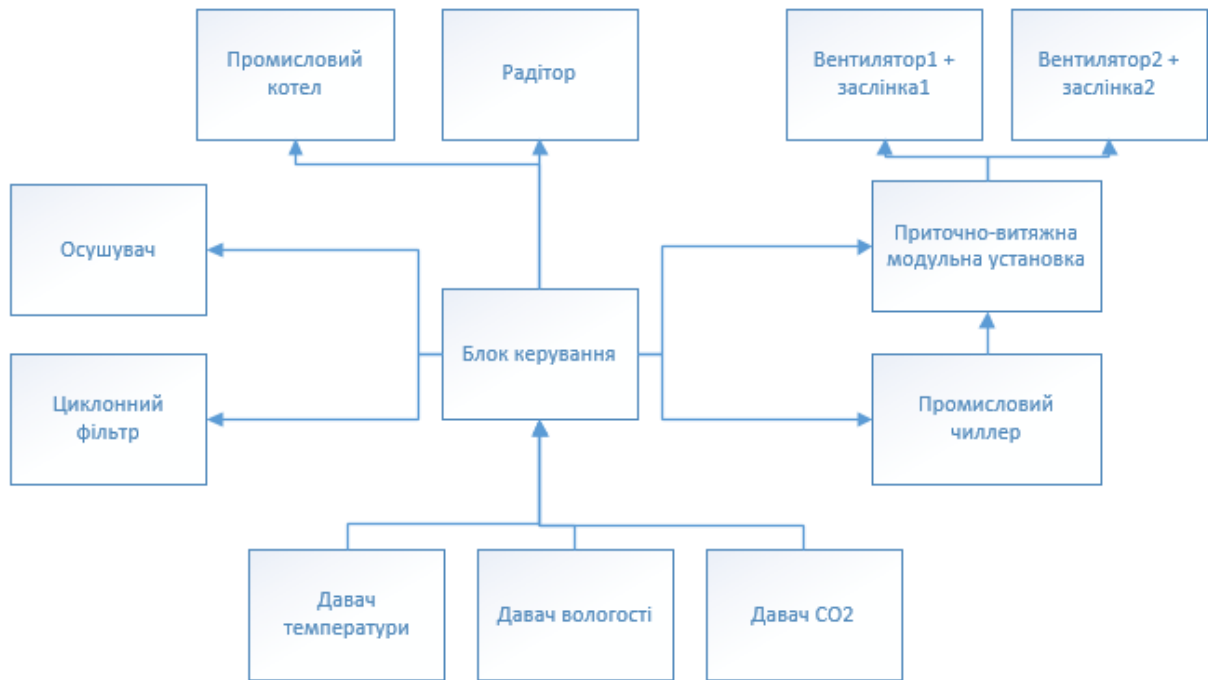 Промисловий
котел
Радітор
Вентилятор1 +
заслінка1
Вентилятор2 +
заслінка2
Осушувач
Приточно-витяжна
модульна установка
Блок керування
Циклонний
фільтр
Промисловий
чиллер
Давач
температури
Давач вологості
Давач СО2